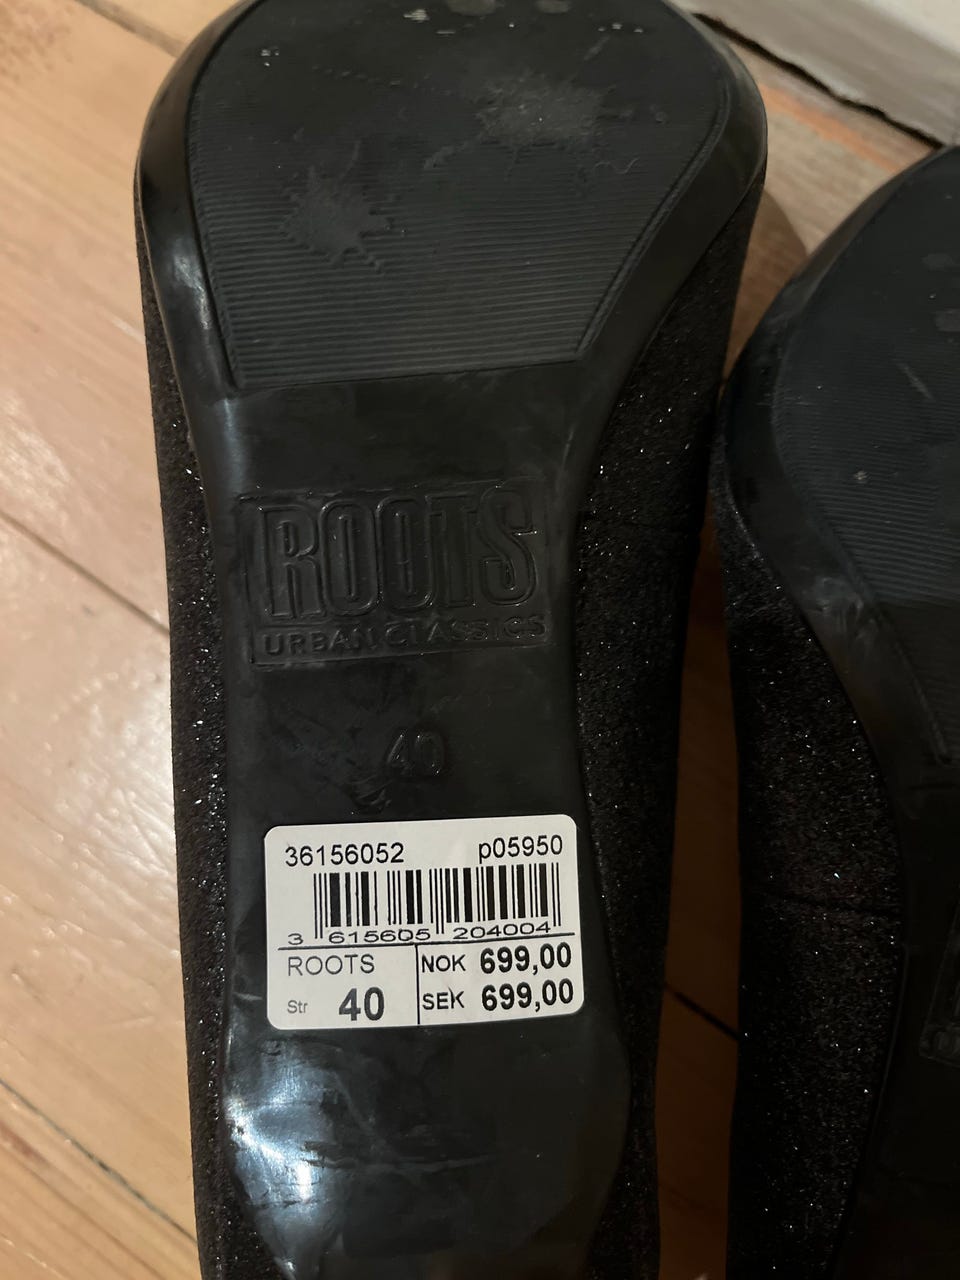 ROOTS
URBAN CLASSICS
40
36156052 p05950
3 615605 204004
ROOTS NOK 699,00
Str 40 SEK 699,00